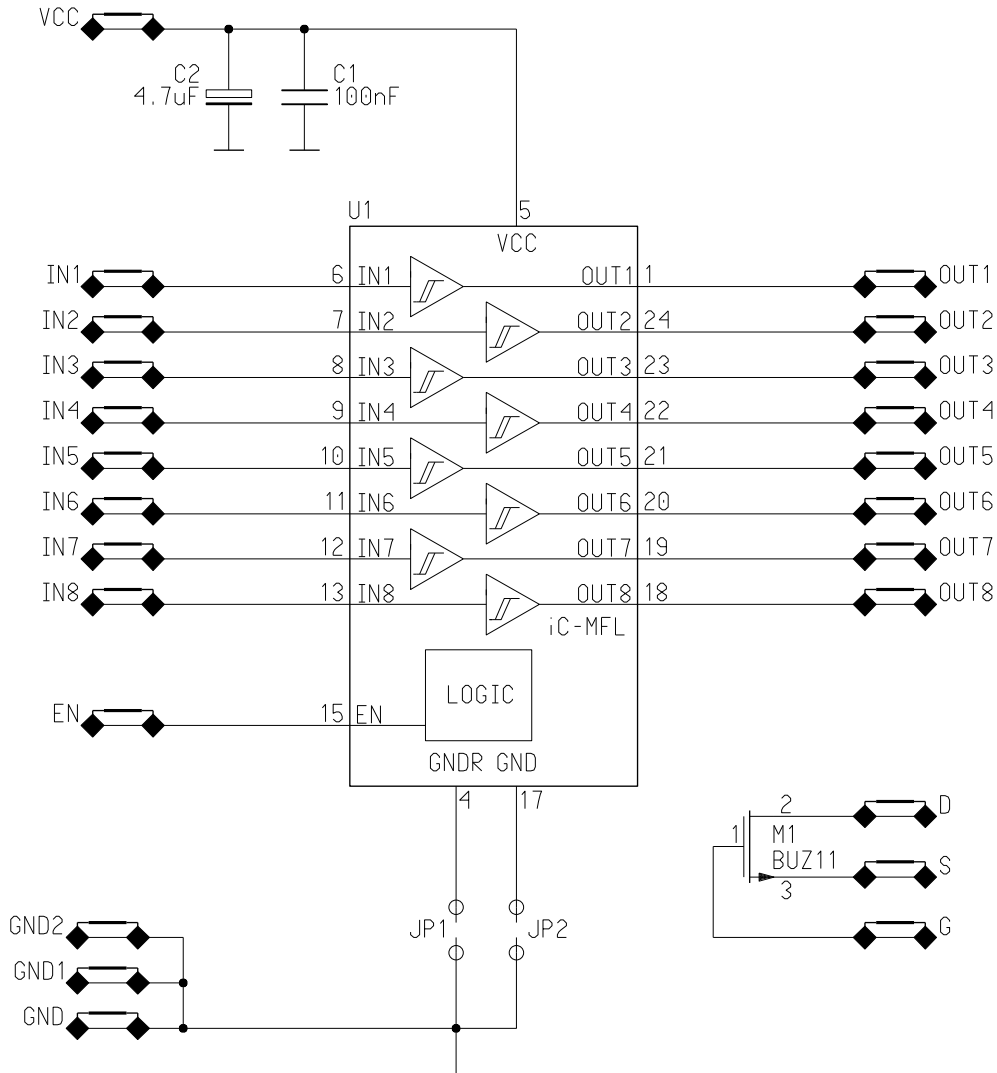 VCC
C2
4.7uF
C1
100nF
U1
5
VCC
IN1 6 IN1 OUT1 1 OUT1
IN2 7 IN2 OUT2 24 OUT2
IN3 8 IN3 OUT3 23 OUT3
IN4 9 IN4 OUT4 22 OUT4
IN5 10 IN5 OUT5 21 OUT5
IN6 11 IN6 OUT6 20 OUT6
IN7 12 IN7 OUT7 19 OUT7
IN8 13 IN8 OUT8 18 OUT8
iC-MFL
LOGIC
EN 15 EN
GNDR GND
4 17
2 D
1 M1
BUZ11 S
3
GND2 JP1 JP2 G
GND1
GND